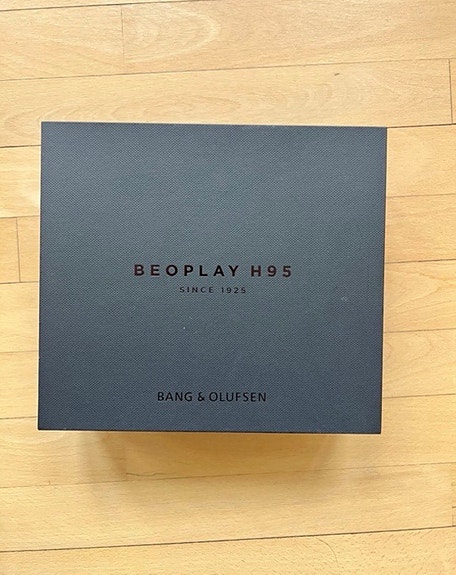 BEOPLAY H95
SINCE 1925
BANG & OLUFSEN